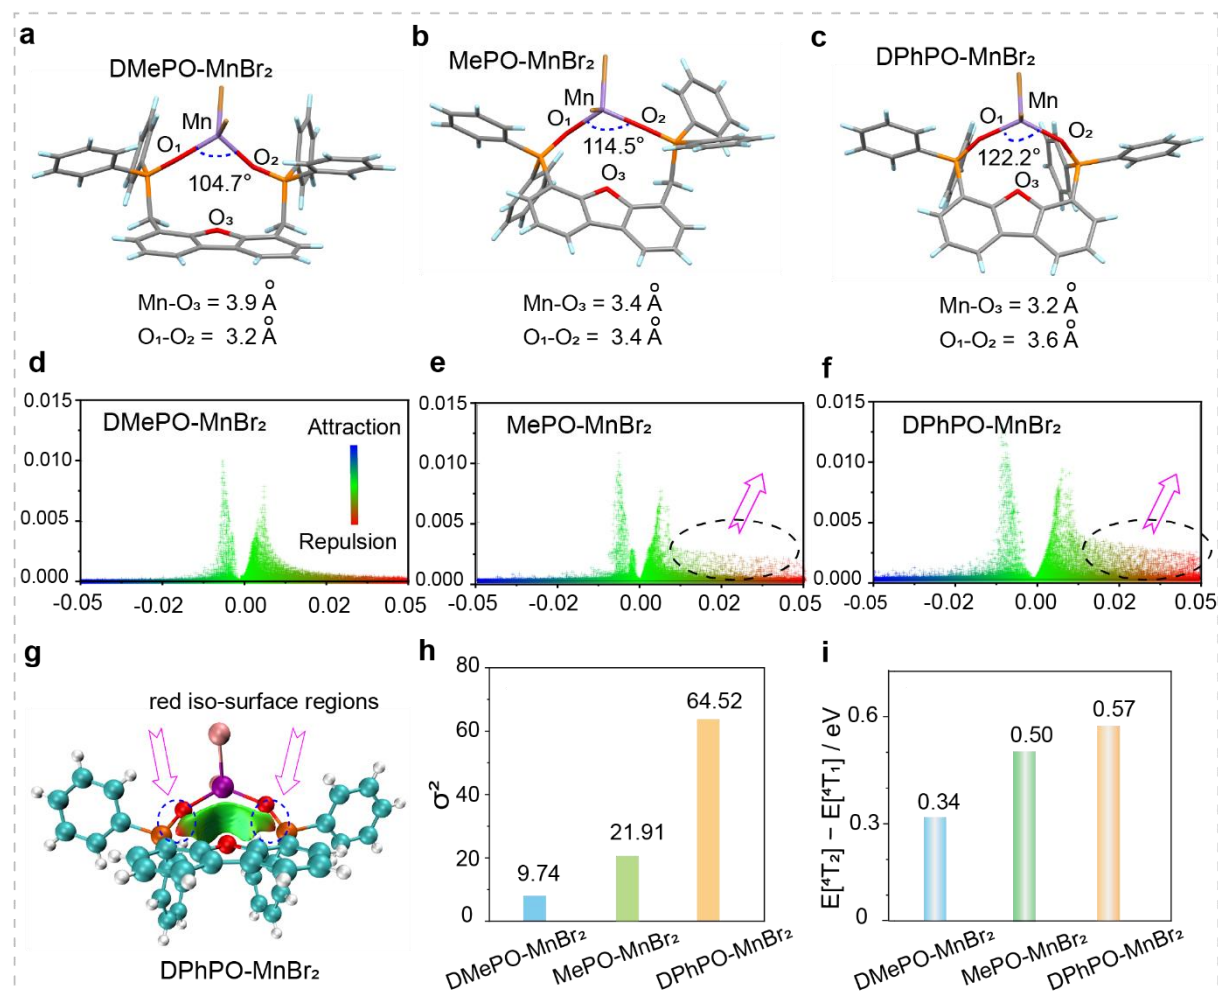 a
DMePO-MnBr₂
Mn
O₁
O₂
104.7°
O₃
Mn-O₃ = 3.9 Å
O₁-O₂ = 3.2 Å
b
MePO-MnBr₂
Mn
O₁
O₂
114.5°
O₃
Mn-O₃ = 3.4 Å
O₁-O₂ = 3.4 Å
c
DPhPO-MnBr₂
Mn
O₁
O₂
122.2°
O₃
Mn-O₃ = 3.2 Å
O₁-O₂ = 3.6 Å
d
0.015
0.010
0.005
0.000
DMePO-MnBr₂
Attraction
Repulsion
-0.05 -0.02 0.00 0.02 0.05
e
0.015
0.010
0.005
0.000
MePO-MnBr₂
-0.05 -0.02 0.00 0.02 0.05
f
0.015
0.010
0.005
0.000
DPhPO-MnBr₂
-0.05 -0.02 0.00 0.02 0.05
g
red iso-surface regions
DPhPO-MnBr₂
h
σ²
80
60
40
20
0
9.74
21.91
64.52
DMePO-MnBr₂
MePO-MnBr₂
DPhPO-MnBr₂
i
E[⁴T₂] − E[⁴T₁] / eV
0.6
0.3
0
0.34
0.50
0.57
DMePO-MnBr₂
MePO-MnBr₂
DPhPO-MnBr₂